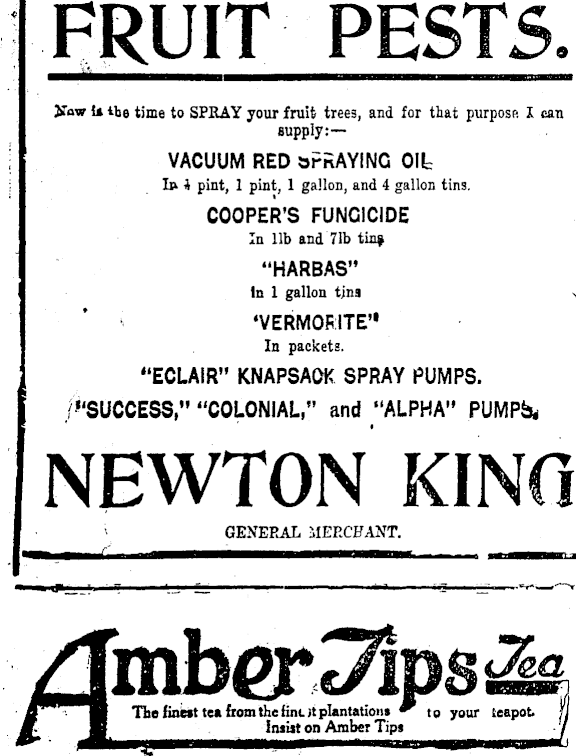 FRUIT PESTS.
Now is the time to SPRAY your fruit trees, and for that purpose I can
supply:—
VACUUM RED SPRAYING OIL
In ½ pint, 1 pint, 1 gallon, and 4 gallon tins.
COOPER'S FUNGICIDE
In 1lb and 7lb tins
"HARBAS"
In 1 gallon tins
'VERMORITE"
In packets.
"ECLAIR" KNAPSACK SPRAY PUMPS.
"SUCCESS," "COLONIAL," and "ALPHA" PUMPS.
NEWTON KING
GENERAL MERCHANT.
Amber Tips Tea
The finest tea from the finest plantations to your teapot.
Insist on Amber Tips